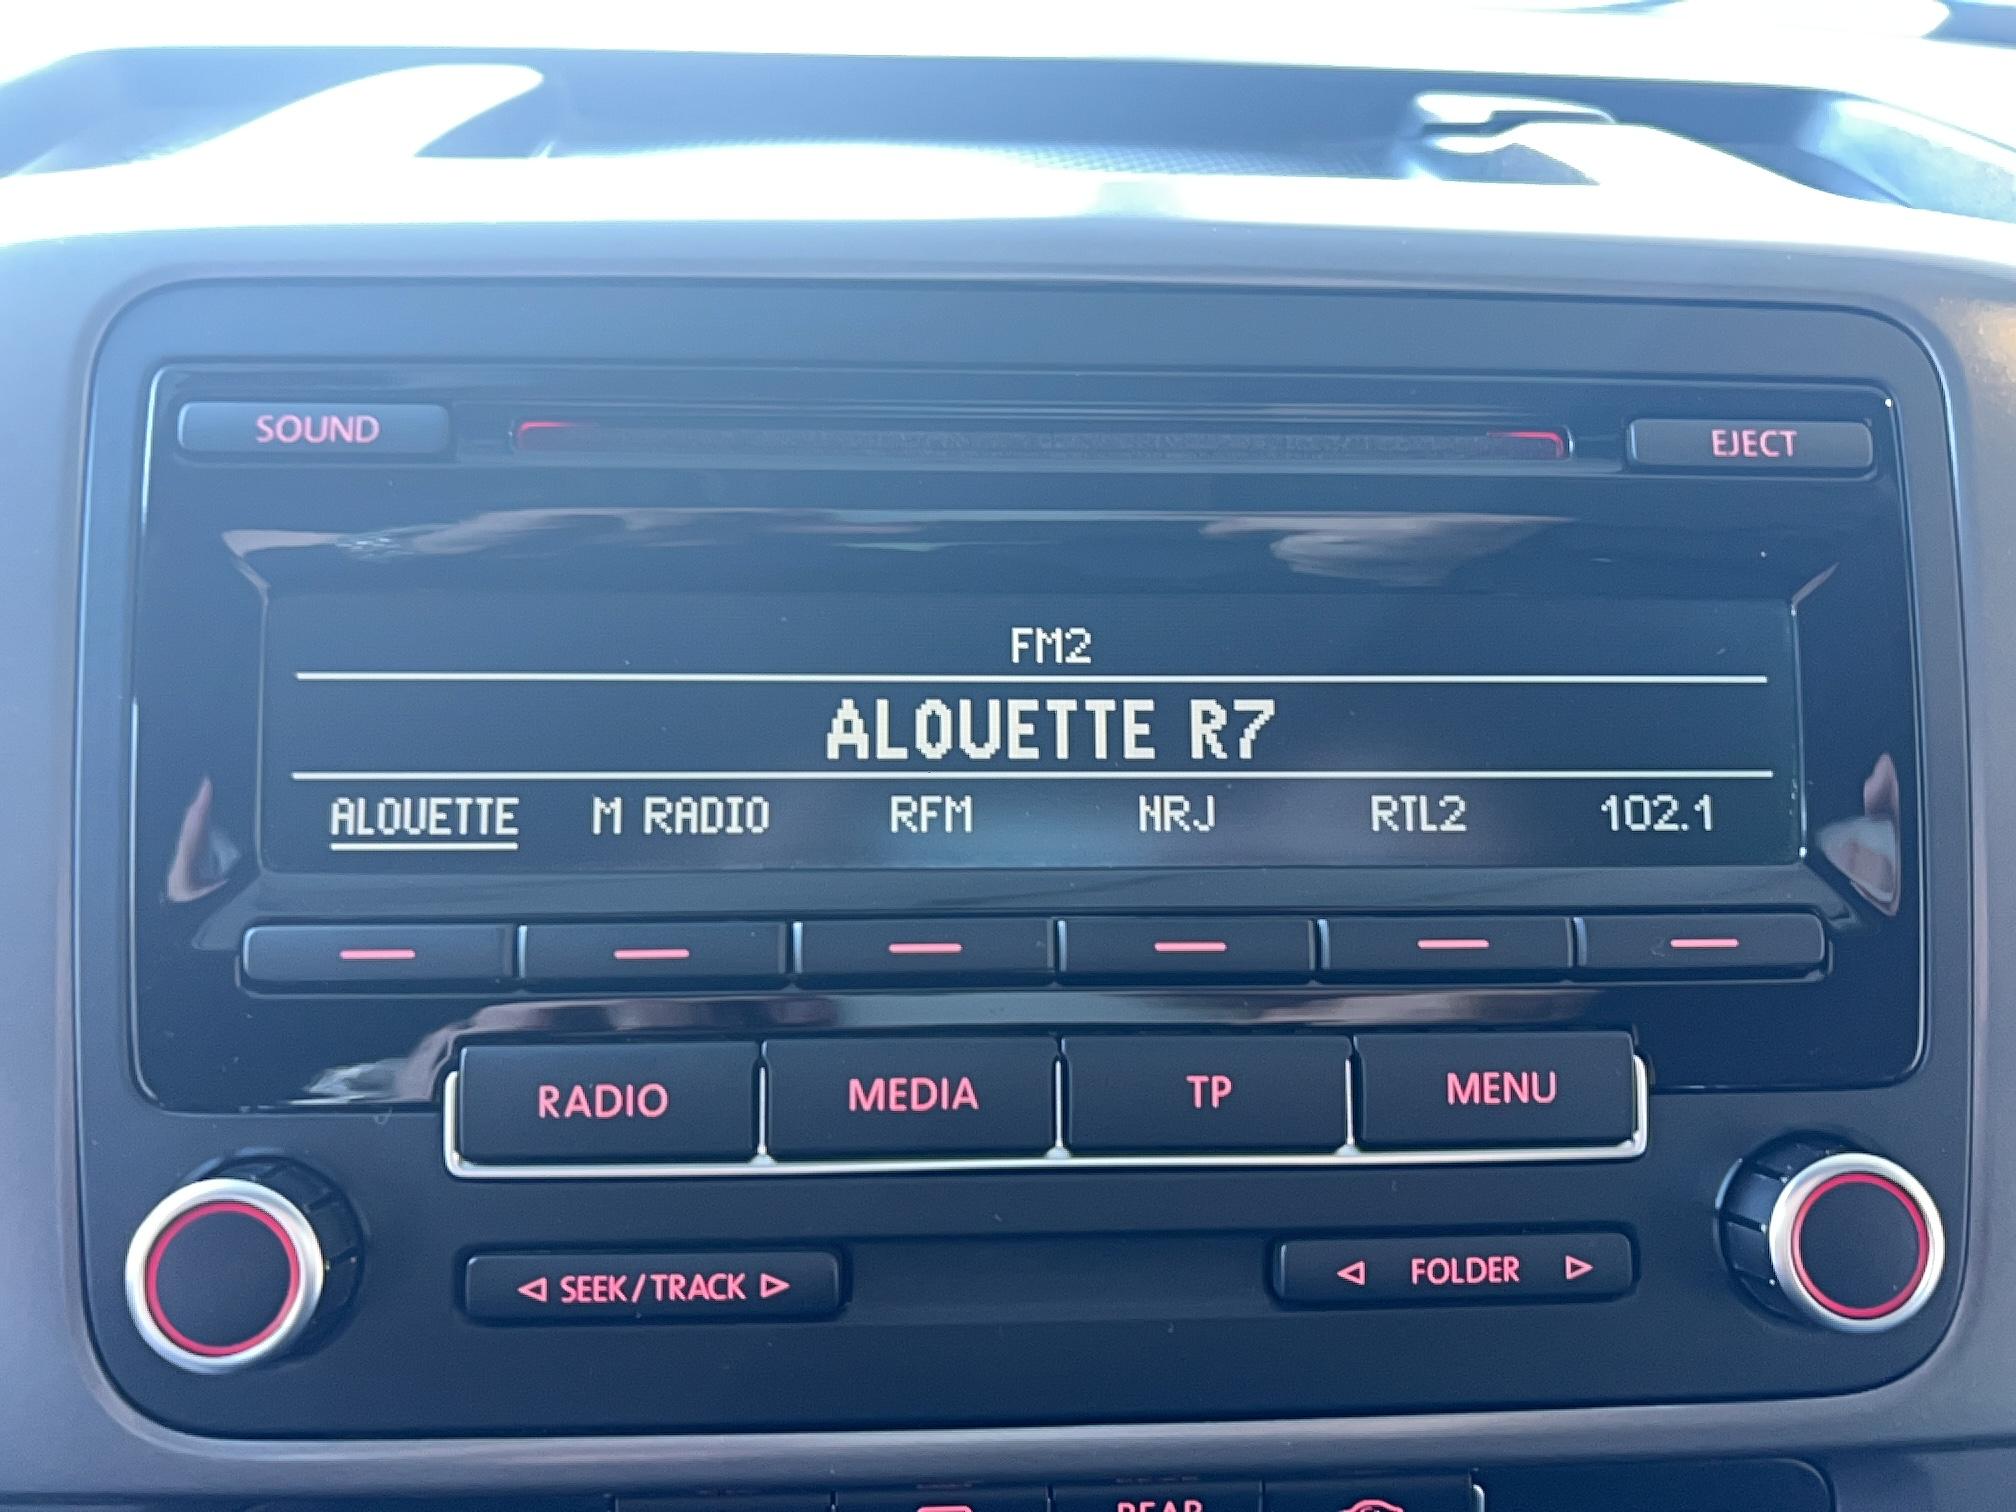 SOUND EJECT
FM2
ALOUETTE R7
ALOUETTE M RADIO RFM NRJ RTL2 102.1
RADIO MEDIA TP MENU
SEEK/TRACK FOLDER
REAR